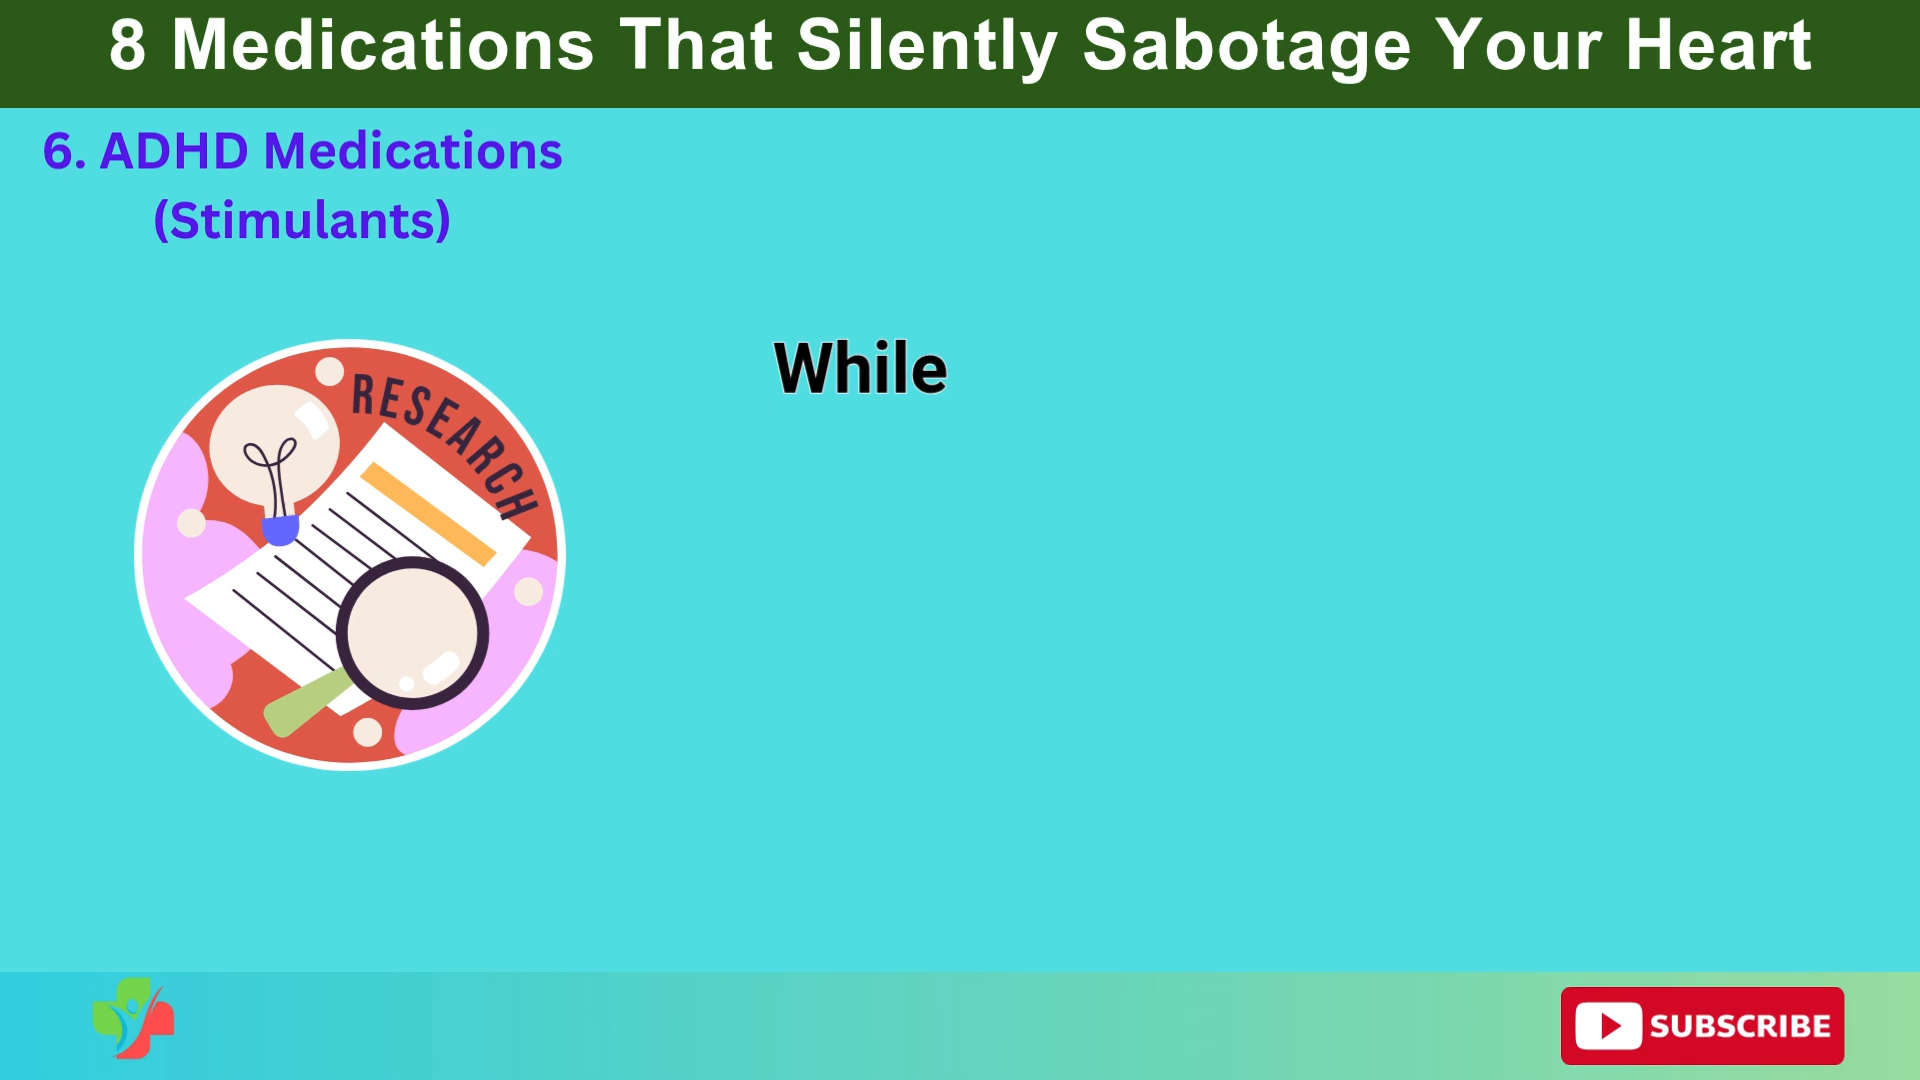 8 Medications That Silently Sabotage Your Heart
6. ADHD Medications
(Stimulants)
RESEARCH
While
SUBSCRIBE